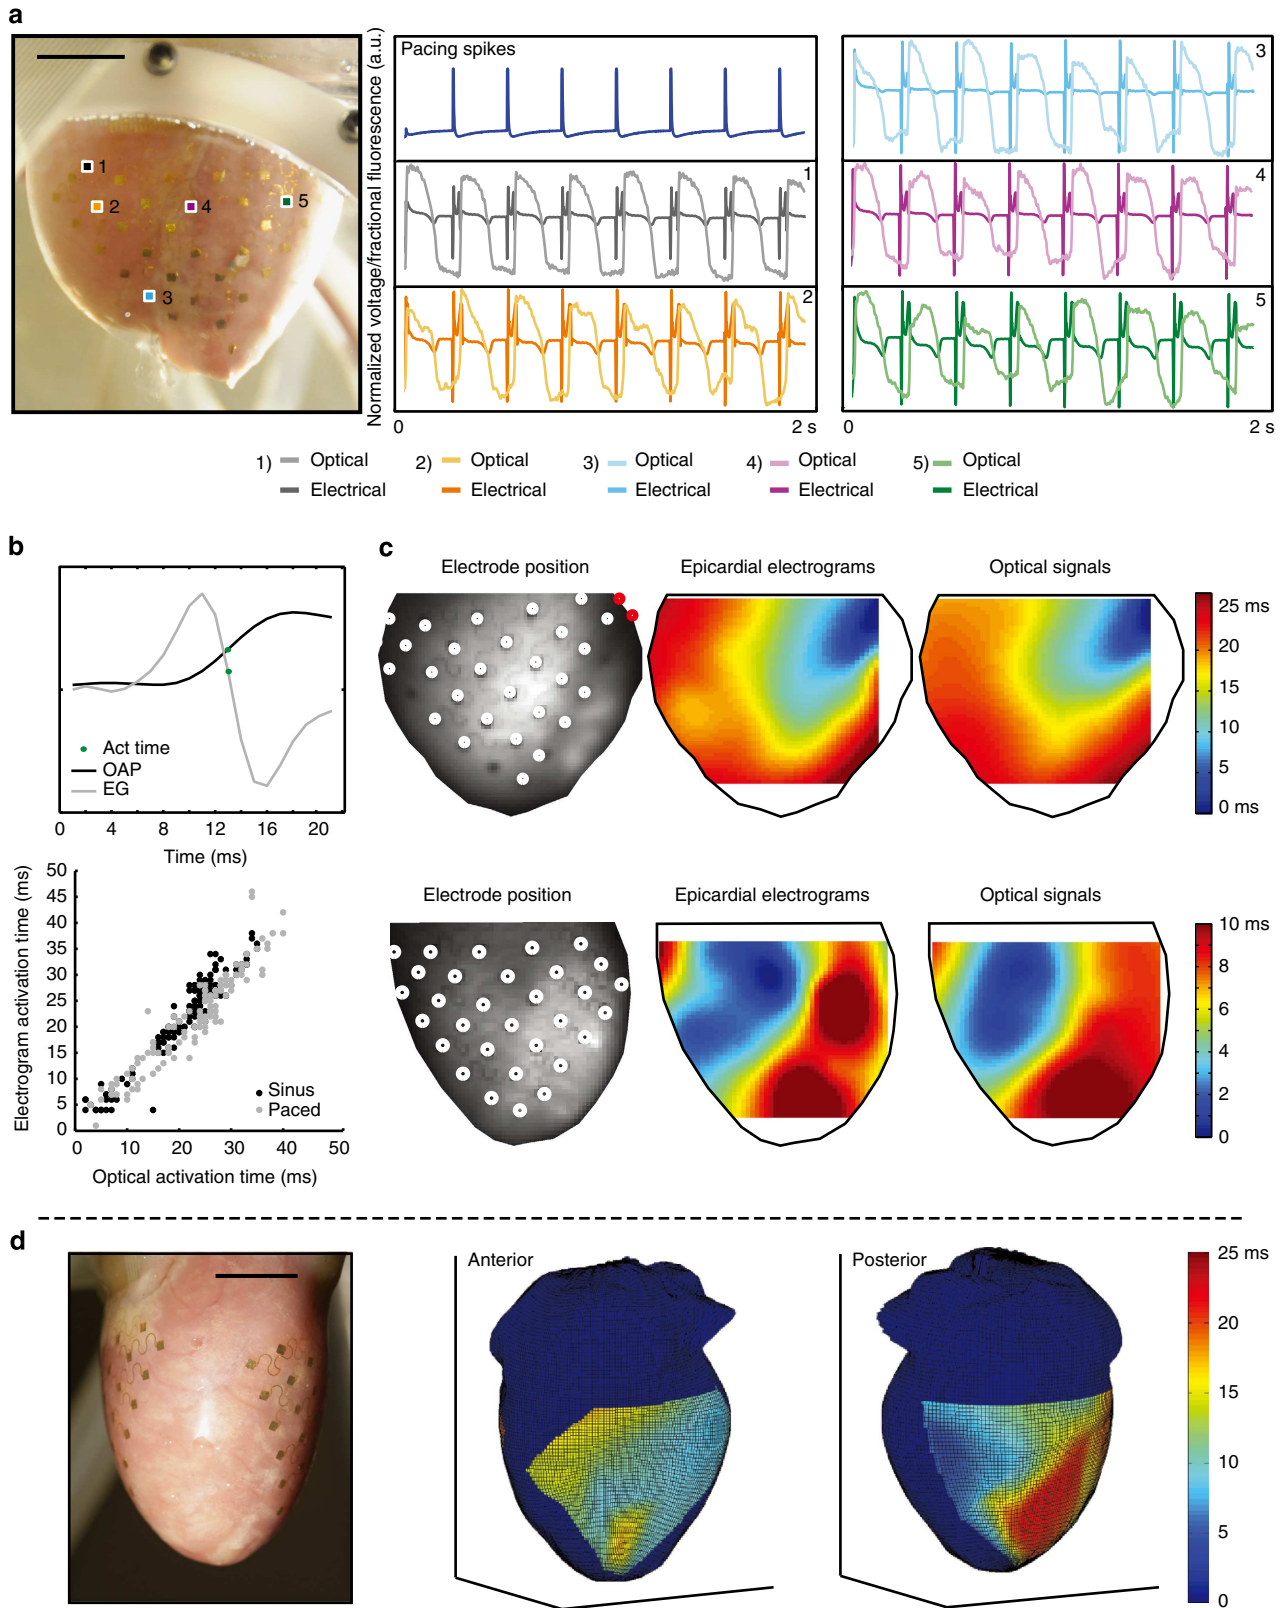 a
1
2
3
4
5
Normalized voltage/fractional fluorescence (a.u.)
Pacing spikes
1
2
0
2 s
3
4
5
0
2 s
1) Optical 2) Optical 3) Optical 4) Optical 5) Optical
Electrical Electrical Electrical Electrical Electrical
b
Act time
OAP
EG
0 4 8 12 16 20
Time (ms)
Electrogram activation time (ms)
50
45
40
35
30
25
20
15
10
5
0
Sinus
Paced
0 10 20 30 40 50
Optical activation time (ms)
c
Electrode position Epicardial electrograms Optical signals
25 ms
20
15
10
5
0 ms
Electrode position Epicardial electrograms Optical signals
10 ms
8
6
4
2
0
d
Anterior
Posterior
25 ms
20
15
10
5
0